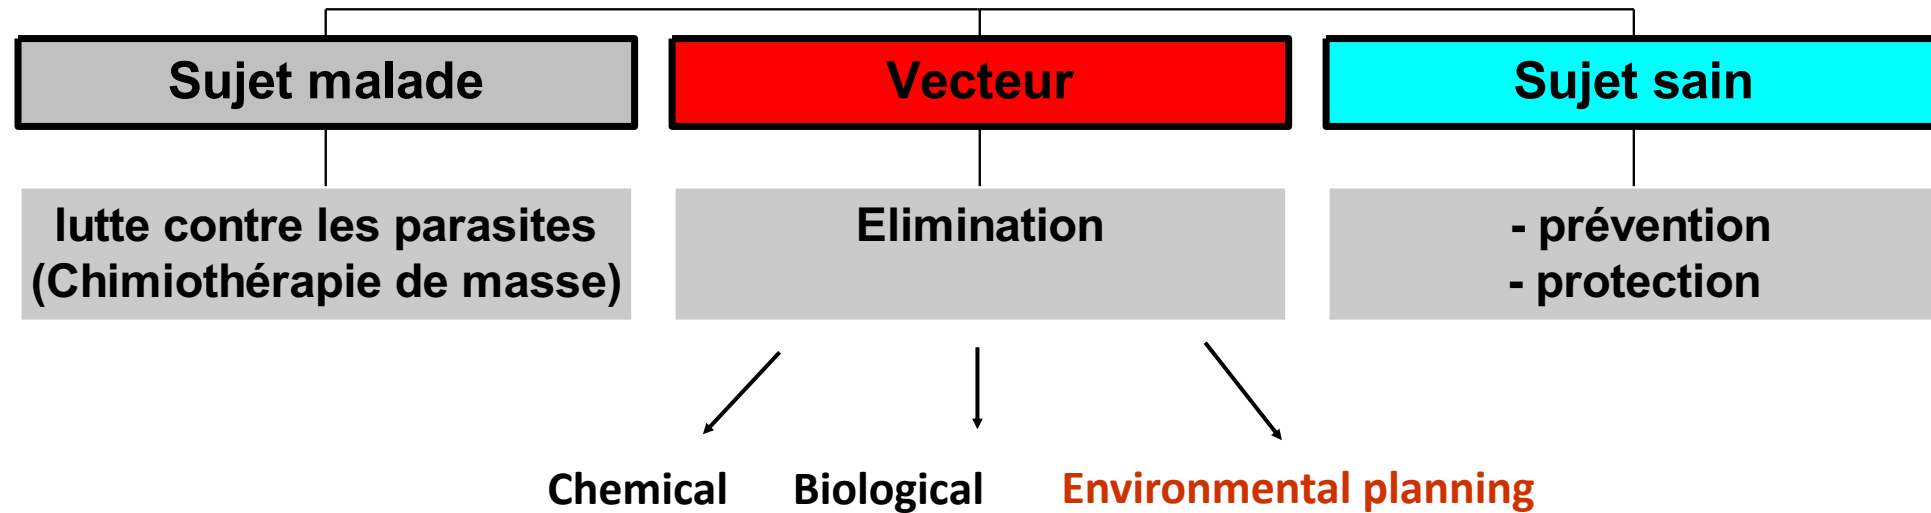 Sujet malade
Vecteur
Sujet sain
lutte contre les parasites
(Chimiothérapie de masse)
Elimination
- prévention
- protection
Chemical
Biological
Environmental planning